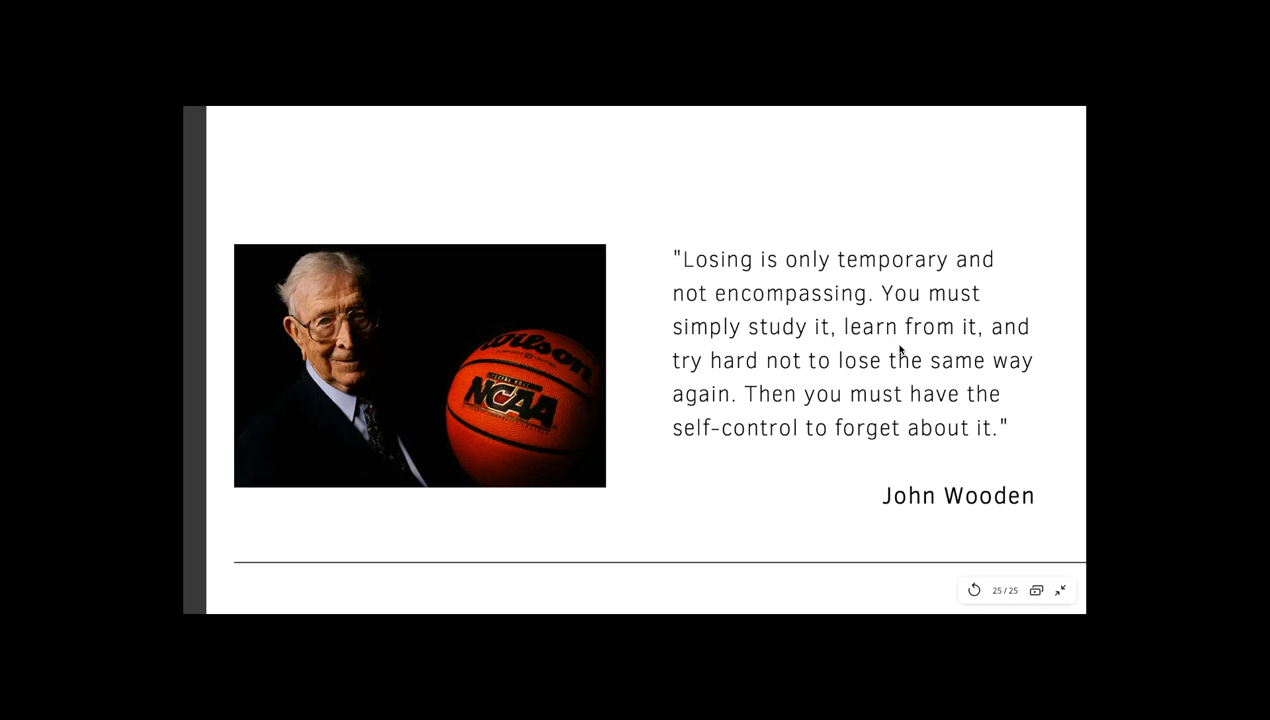 "Losing is only temporary and
not encompassing. You must
simply study it, learn from it, and
try hard not to lose the same way
again. Then you must have the
self-control to forget about it."
John Wooden
Wilson
NCAA
25 / 25